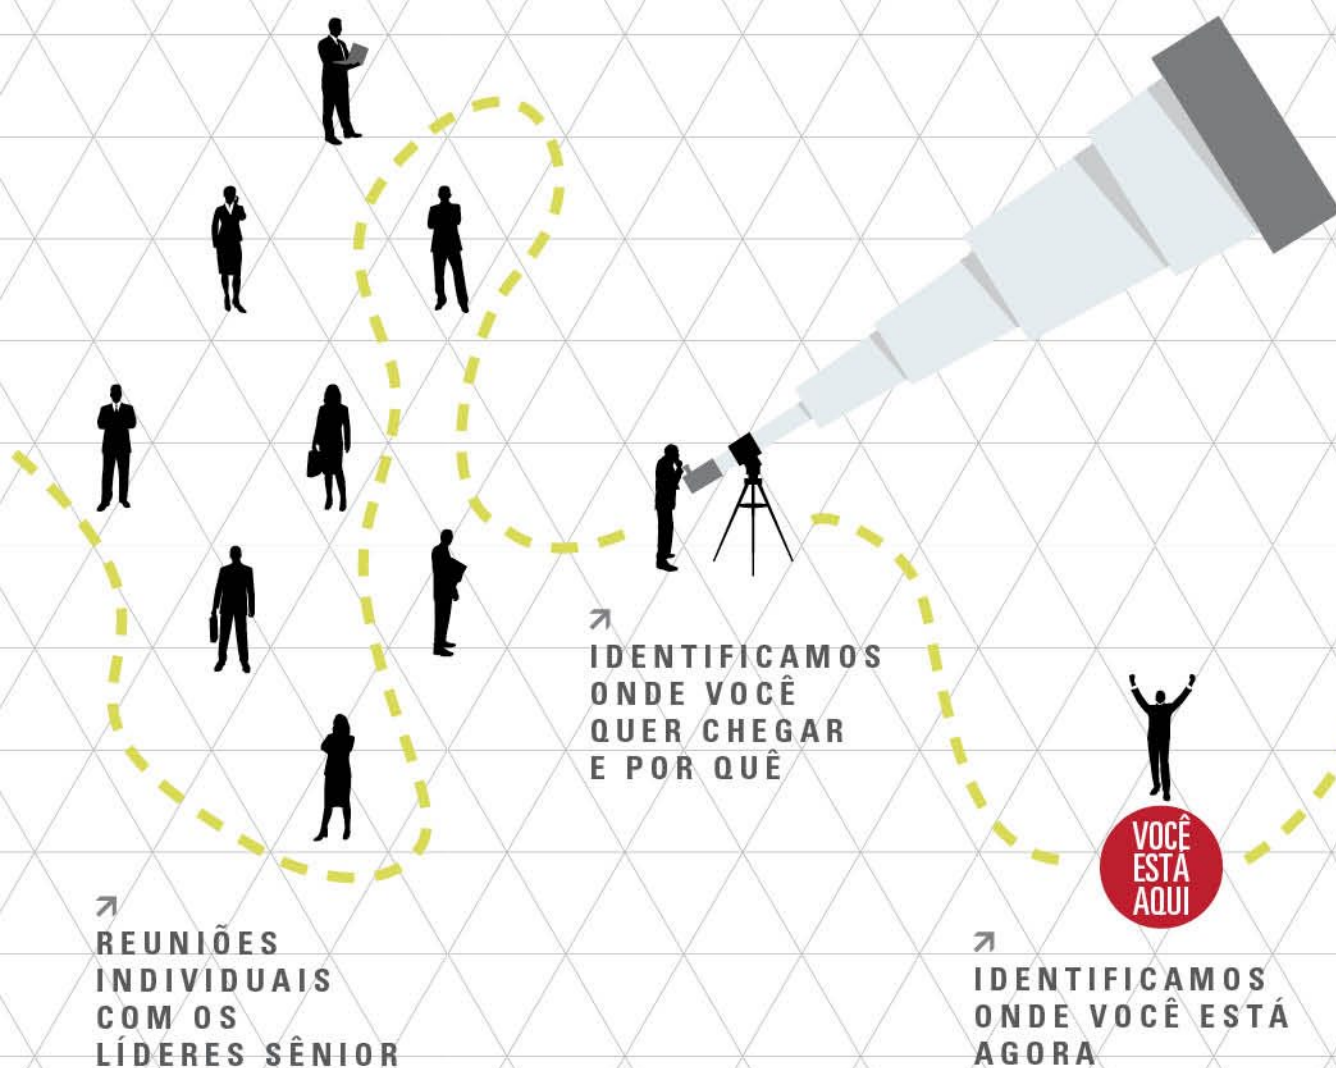 IDENTIFICAMOS
ONDE VOCÊ
QUER CHEGAR
E POR QUÊ
VOCÊ
ESTÁ
AQUI
REUNIÕES
INDIVIDUAIS
COM OS
LÍDERES SÊNIOR
IDENTIFICAMOS
ONDE VOCÊ ESTÁ
AGORA